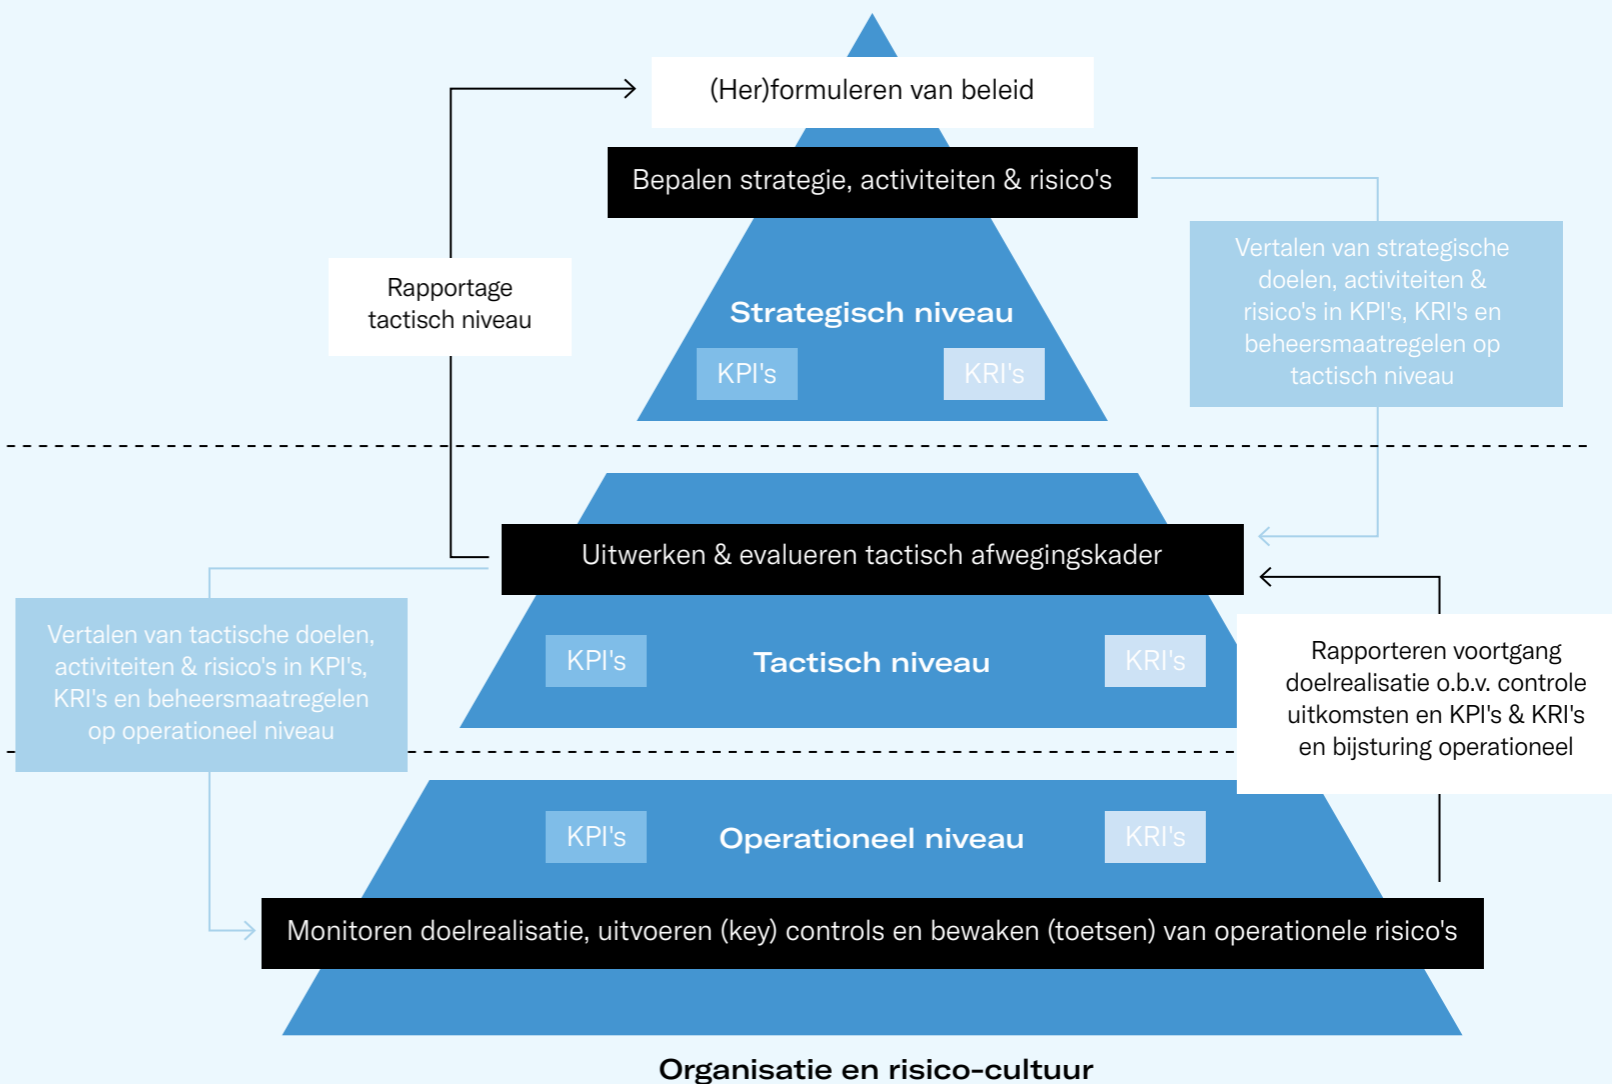 (Her)formuleren van beleid
Bepalen strategie, activiteiten & risico's
Rapportage
tactisch niveau
Vertalen van strategische
doelen, activiteiten &
risico's in KPI's, KRI's en
beheersmaatregelen op
tactisch niveau
Strategisch niveau
KPI's
KRI's
Uitwerken & evalueren tactisch afwegingskader
Vertalen van tactische doelen,
activiteiten & risico's in KPI's,
KRI's en beheersmaatregelen
op operationeel niveau
KPI's
Tactisch niveau
KRI's
Rapporteren voortgang
doelrealisatie o.b.v. controle
uitkomsten en KPI's & KRI's
en bijsturing operationeel
KPI's
Operationeel niveau
KRI's
Monitoren doelrealisatie, uitvoeren (key) controls en bewaken (toetsen) van operationele risico's
Organisatie en risico-cultuur